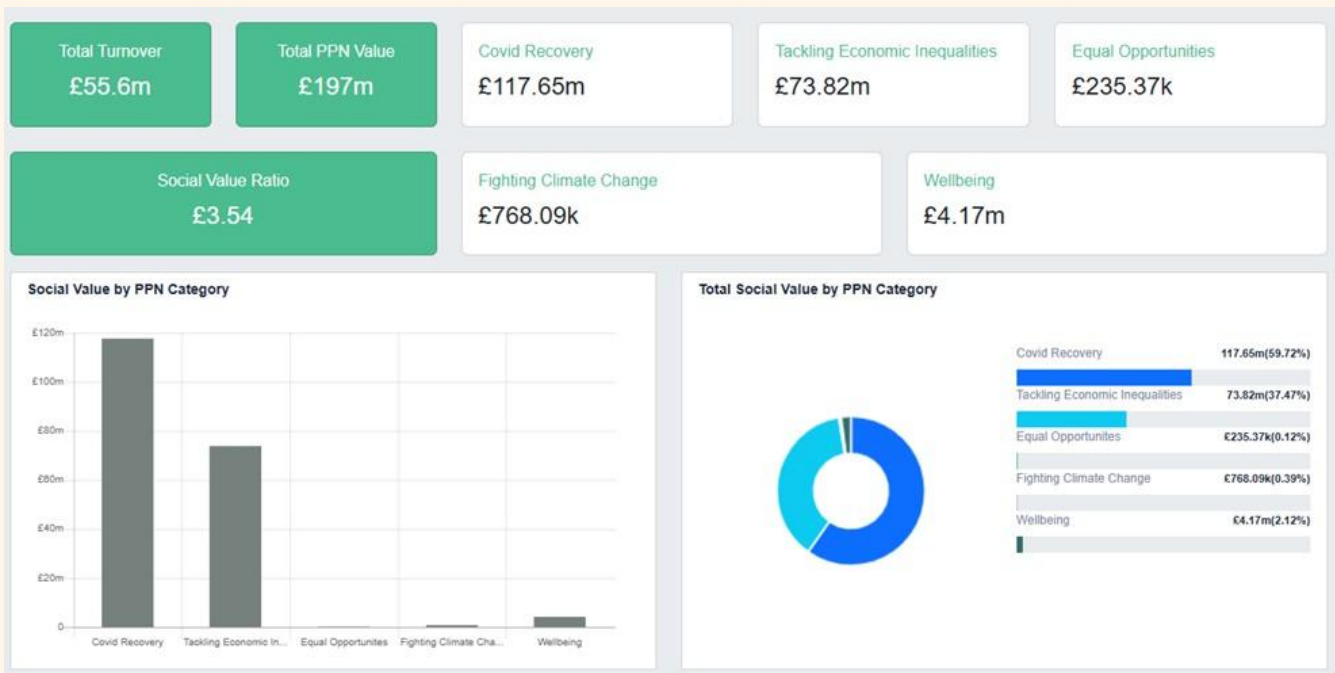 Total Turnover
£55.6m
Total PPN Value
£197m
Covid Recovery
£117.65m
Tackling Economic Inequalities
£73.82m
Equal Opportunities
£235.37k
Social Value Ratio
£3.54
Fighting Climate Change
£768.09k
Wellbeing
£4.17m
Social Value by PPN Category
£120m
£100m
£80m
£60m
£40m
£20m
0
Covid Recovery
Tackling Economic In...
Equal Opportunites
Fighting Climate Cha...
Wellbeing
Total Social Value by PPN Category
Covid Recovery 117.65m(59.72%)
Tackling Economic Inequalities 73.82m(37.47%)
Equal Opportunites £235.37k(0.12%)
Fighting Climate Change £768.09k(0.39%)
Wellbeing £4.17m(2.12%)